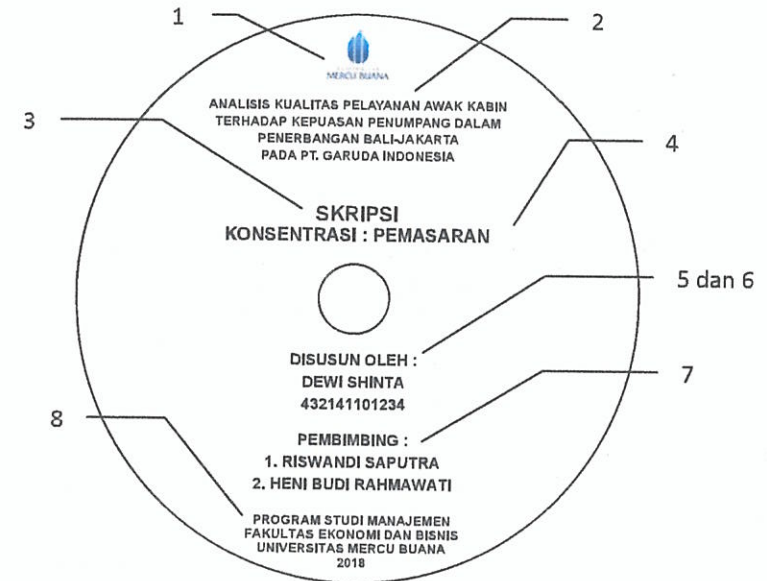 1
2
MERCU BUANA
ANALISIS KUALITAS PELAYANAN AWAK KABIN
TERHADAP KEPUASAN PENUMPANG DALAM
PENERBANGAN BALI-JAKARTA
PADA PT. GARUDA INDONESIA
3
4
SKRIPSI
KONSENTRASI : PEMASARAN
5 dan 6
DISUSUN OLEH :
DEWI SHINTA
432141101234
7
8
PEMBIMBING :
1. RISWANDI SAPUTRA
2. HENI BUDI RAHMAWATI
PROGRAM STUDI MANAJEMEN
FAKULTAS EKONOMI DAN BISNIS
UNIVERSITAS MERCU BUANA
2018